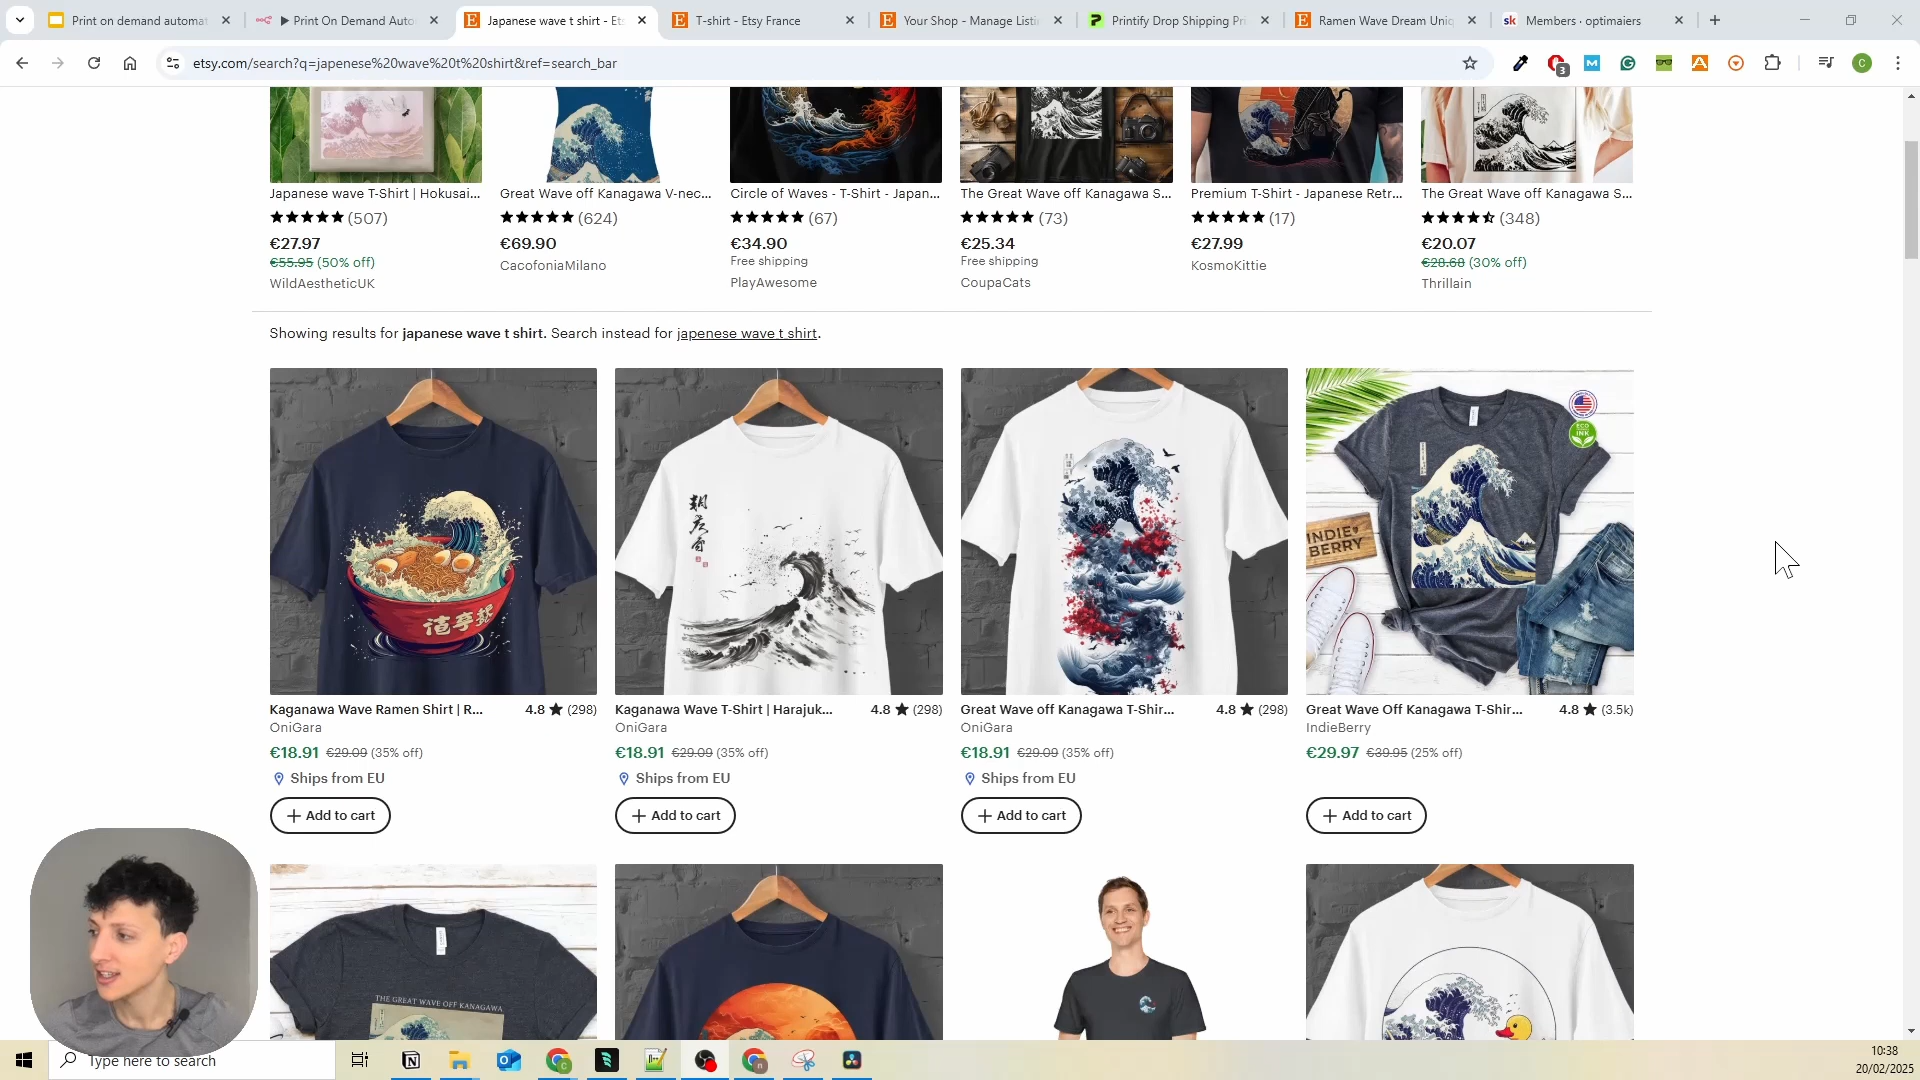 Print on demand automat
▶ Print On Demand Auto
Japanese wave t shirt - Ets
T-shirt - Etsy France
Your Shop - Manage Listi
Printify Drop Shipping Pri
Ramen Wave Dream Uniq
sk
Members · optimaiers
etsy.com/search?q=japenese%20wave%20t%20shirt&ref=search_bar
3
C
Japanese wave T-Shirt | Hokusai...
(507)
€27.97
€55.95 (50% off)
WildAestheticUK
Great Wave off Kanagawa V-nec...
(624)
€69.90
CacofoniaMilano
Circle of Waves - T-Shirt - Japan...
(67)
€34.90
Free shipping
PlayAwesome
The Great Wave off Kanagawa S...
(73)
€25.34
Free shipping
CoupaCats
Premium T-Shirt - Japanese Retr...
(17)
€27.99
KosmoKittie
The Great Wave off Kanagawa S...
(348)
€20.07
€28.68 (30% off)
Thrillain
Showing results for japanese wave t shirt. Search instead for japenese wave t shirt.
ECO
INK
INDIE
BERRY
Kaganawa Wave Ramen Shirt | R...
4.8 ★ (298)
OniGara
€18.91 €29.09 (35% off)
Ships from EU
+ Add to cart
Kaganawa Wave T-Shirt | Harajuk...
4.8 ★ (298)
OniGara
€18.91 €29.09 (35% off)
Ships from EU
+ Add to cart
Great Wave off Kanagawa T-Shir...
4.8 ★ (298)
OniGara
€18.91 €29.09 (35% off)
Ships from EU
+ Add to cart
Great Wave Off Kanagawa T-Shir...
4.8 ★ (3.5k)
IndieBerry
€29.97 €39.95 (25% off)
+ Add to cart
THE GREAT WAVE OFF KANAGAWA
Type here to search
10:38
20/02/2025